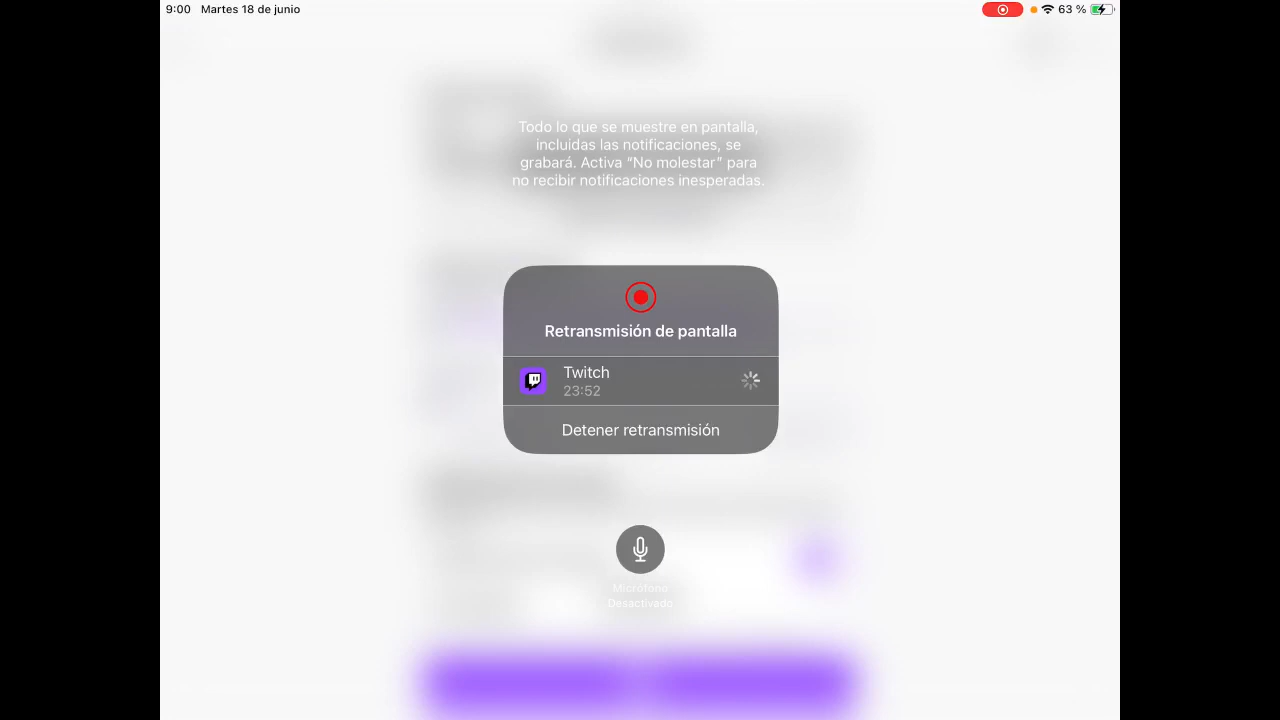 9:00 Martes 18 de junio 63 %
Todo lo que se muestre en pantalla,
incluidas las notificaciones, se
grabará. Activa “No molestar” para
no recibir notificaciones inesperadas.
Retransmisión de pantalla
Twitch
23:52
Detener retransmisión
Micrófono
Desactivado